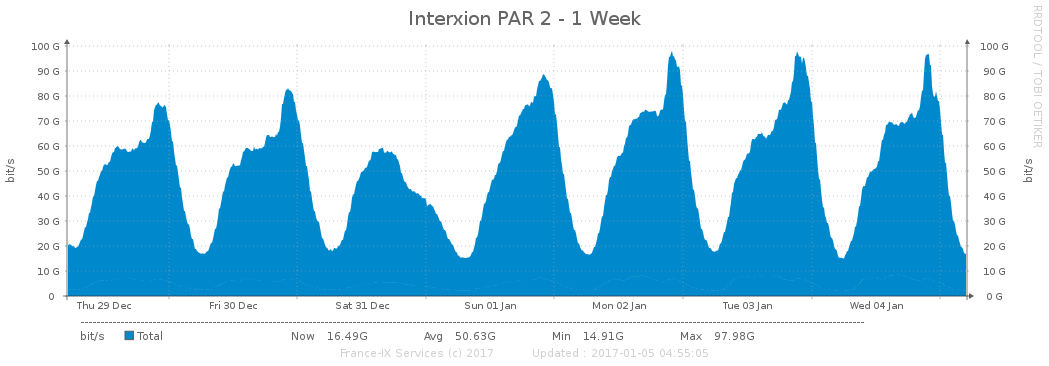 Interxion PAR 2 - 1 Week
RRDTOOL / TOBI OETIKER
100 G 100 G
90 G 90 G
80 G 80 G
70 G 70 G
60 G 60 G
50 G 50 G
40 G 40 G
30 G 30 G
20 G 20 G
10 G 10 G
0 0 G
bit/s bit/s
Thu 29 Dec Fri 30 Dec Sat 31 Dec Sun 01 Jan Mon 02 Jan Tue 03 Jan Wed 04 Jan
bit/s Total Now 16.49G Avg 50.63G Min 14.91G Max 97.98G
France-IX Services (c) 2017 Updated : 2017-01-05 04:55:05